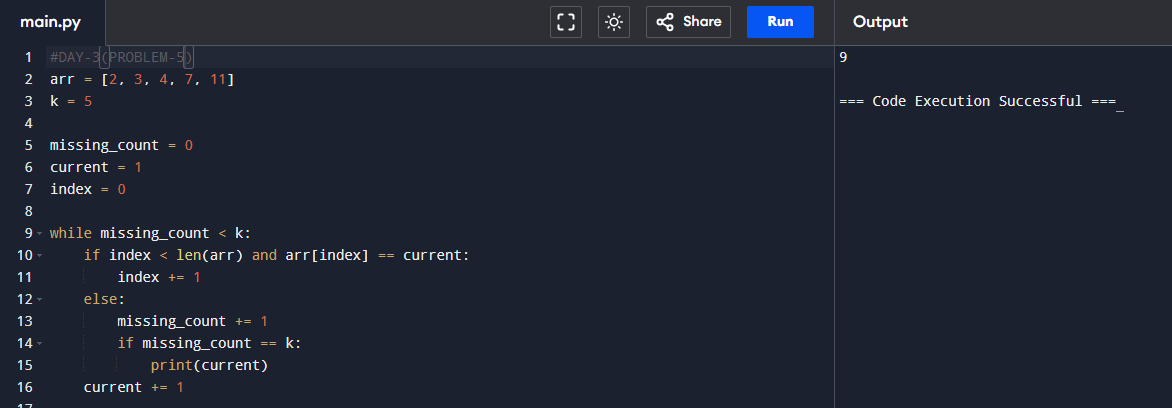 main.py Share Run Output
1 #DAY-3(PROBLEM-5)
2 arr = [2, 3, 4, 7, 11]
3 k = 5
4
5 missing_count = 0
6 current = 1
7 index = 0
8
9 while missing_count < k:
10 if index < len(arr) and arr[index] == current:
11 index += 1
12 else:
13 missing_count += 1
14 if missing_count == k:
15 print(current)
16 current += 1
17
9
=== Code Execution Successful ===_